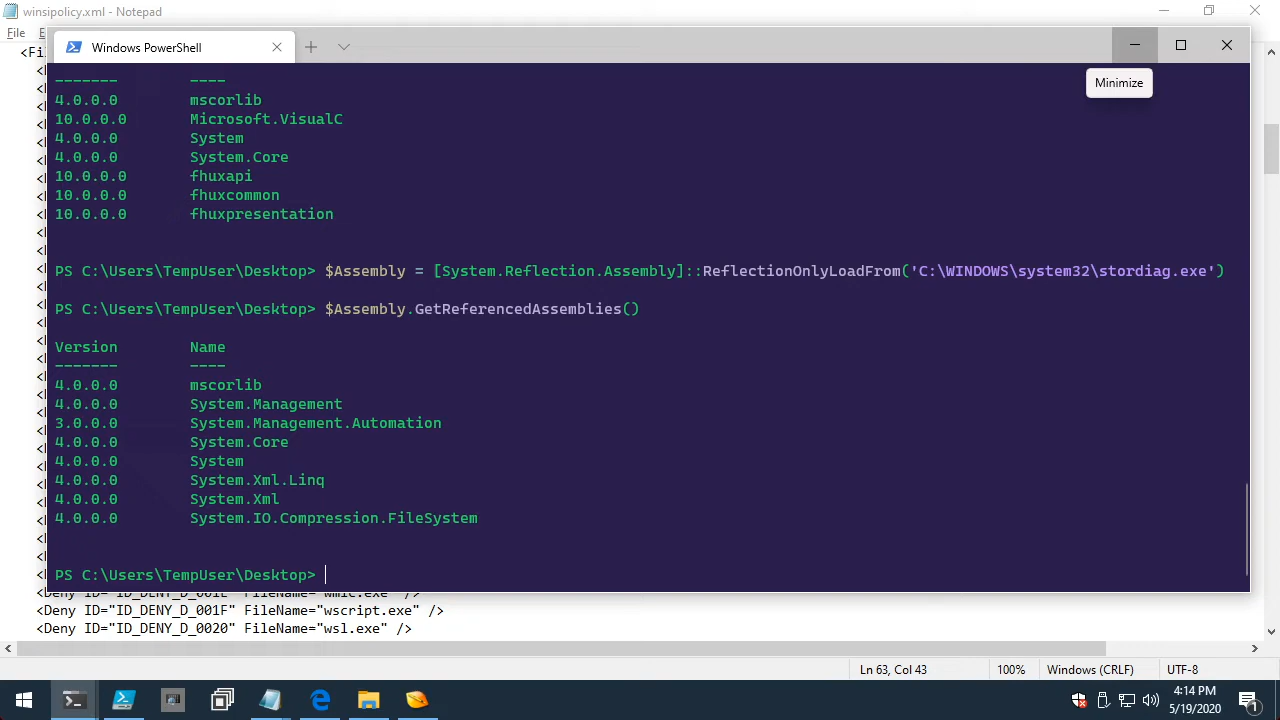 winsipolicy.xml - Notepad
File
E
<Fi
Windows PowerShell
Minimize
------- ----
4.0.0.0 mscorlib
10.0.0.0 Microsoft.VisualC
4.0.0.0 System
4.0.0.0 System.Core
10.0.0.0 fhuxapi
10.0.0.0 fhuxcommon
10.0.0.0 fhuxpresentation
PS C:\Users\TempUser\Desktop> $Assembly = [System.Reflection.Assembly]::ReflectionOnlyLoadFrom('C:\WINDOWS\system32\stordiag.exe')
PS C:\Users\TempUser\Desktop> $Assembly.GetReferencedAssemblies()
Version Name
------- ----
4.0.0.0 mscorlib
4.0.0.0 System.Management
3.0.0.0 System.Management.Automation
4.0.0.0 System.Core
4.0.0.0 System
4.0.0.0 System.Xml.Linq
4.0.0.0 System.Xml
4.0.0.0 System.IO.Compression.FileSystem
PS C:\Users\TempUser\Desktop>
<Deny ID="ID_DENY_D_001E" FileName="wmic.exe" />
<Deny ID="ID_DENY_D_001F" FileName="wscript.exe" />
<Deny ID="ID_DENY_D_0020" FileName="wsl.exe" />
Ln 63, Col 43 100% Windows (CRLF) UTF-8
4:14 PM
5/19/2020
1